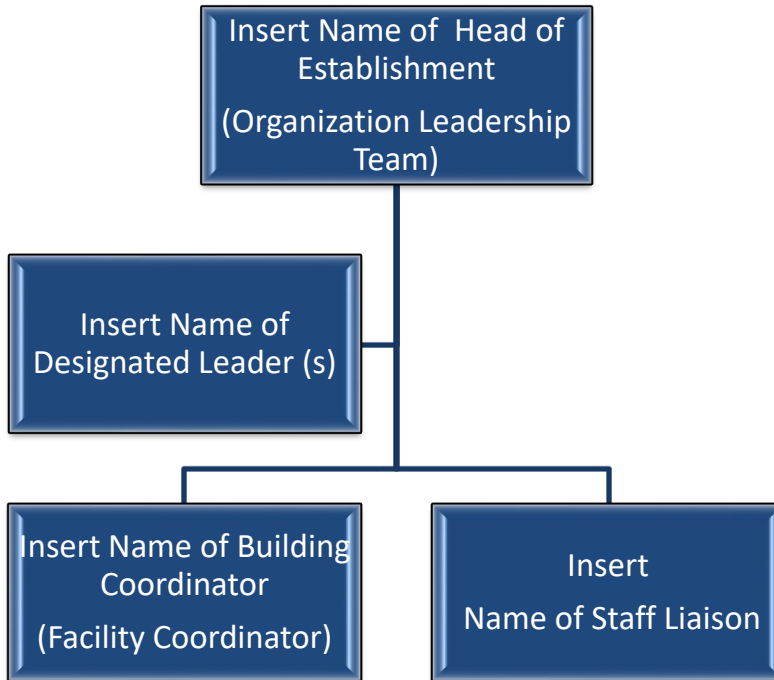 Insert Name of  Head of
Establishment
(Organization Leadership
Team)
Insert Name of
Designated Leader (s)
Insert Name of Building
Coordinator
(Facility Coordinator)
Insert
Name of Staff Liaison